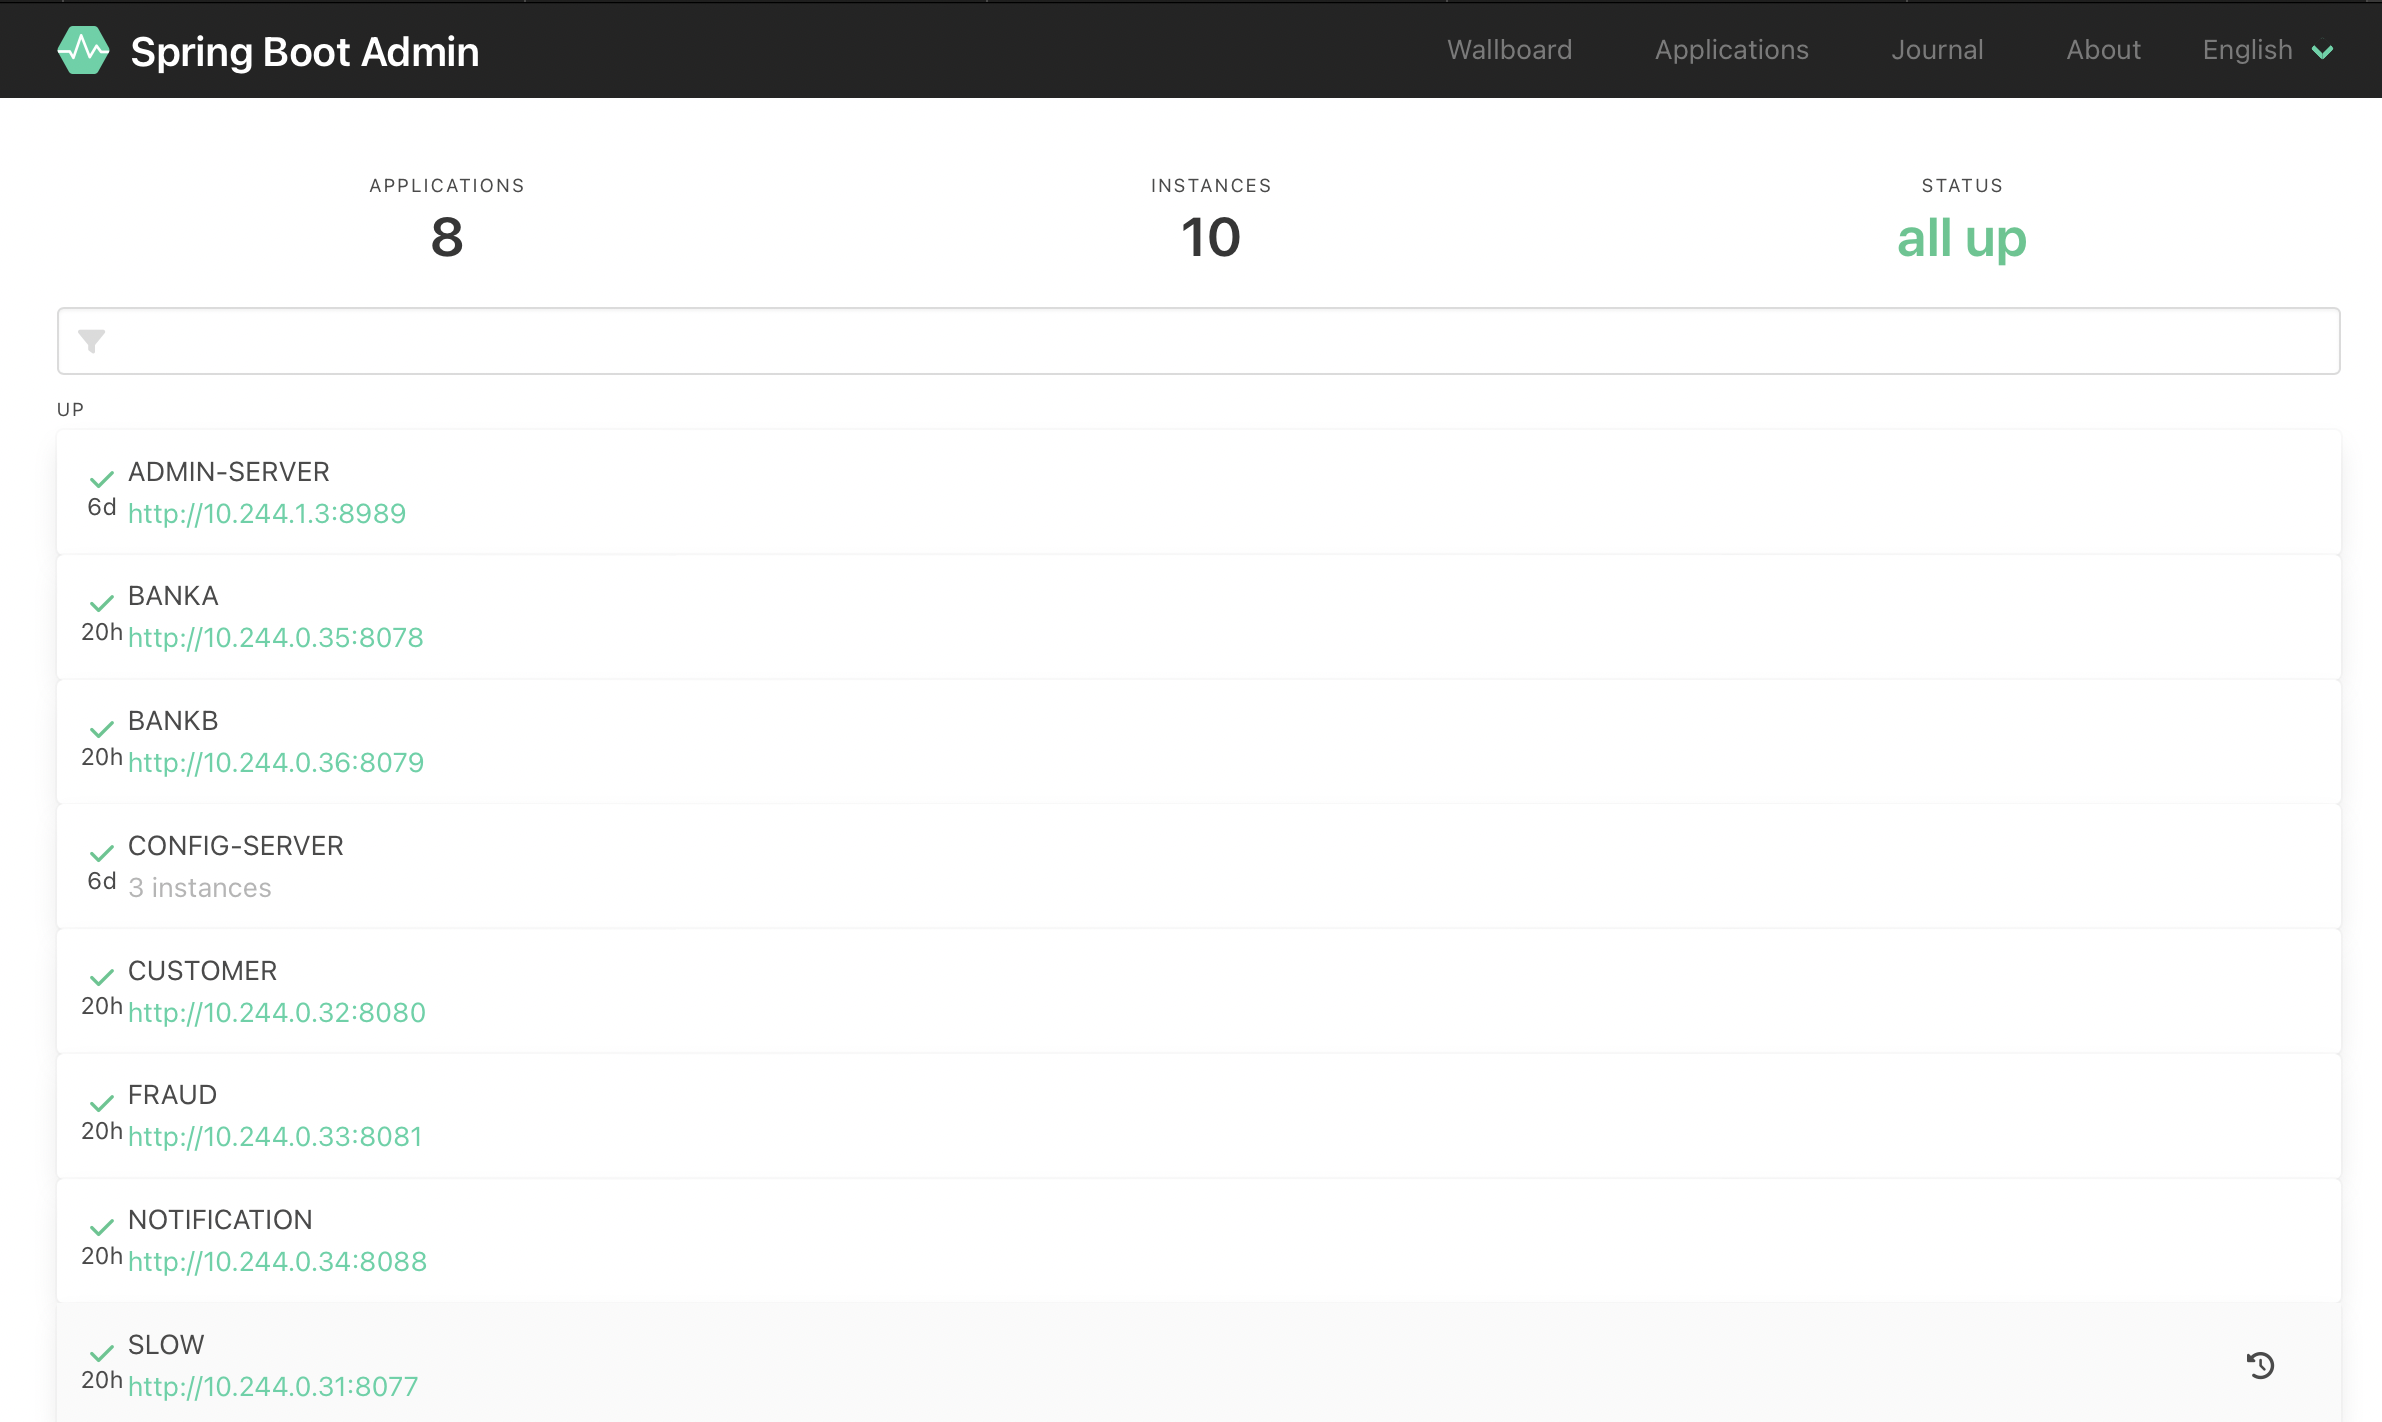 Spring Boot Admin
Wallboard Applications Journal About English
APPLICATIONS INSTANCES STATUS
8 10 all up
UP
ADMIN-SERVER
6d http://10.244.1.3:8989
BANKA
20h http://10.244.0.35:8078
BANKB
20h http://10.244.0.36:8079
CONFIG-SERVER
6d 3 instances
CUSTOMER
20h http://10.244.0.32:8080
FRAUD
20h http://10.244.0.33:8081
NOTIFICATION
20h http://10.244.0.34:8088
SLOW
20h http://10.244.0.31:8077